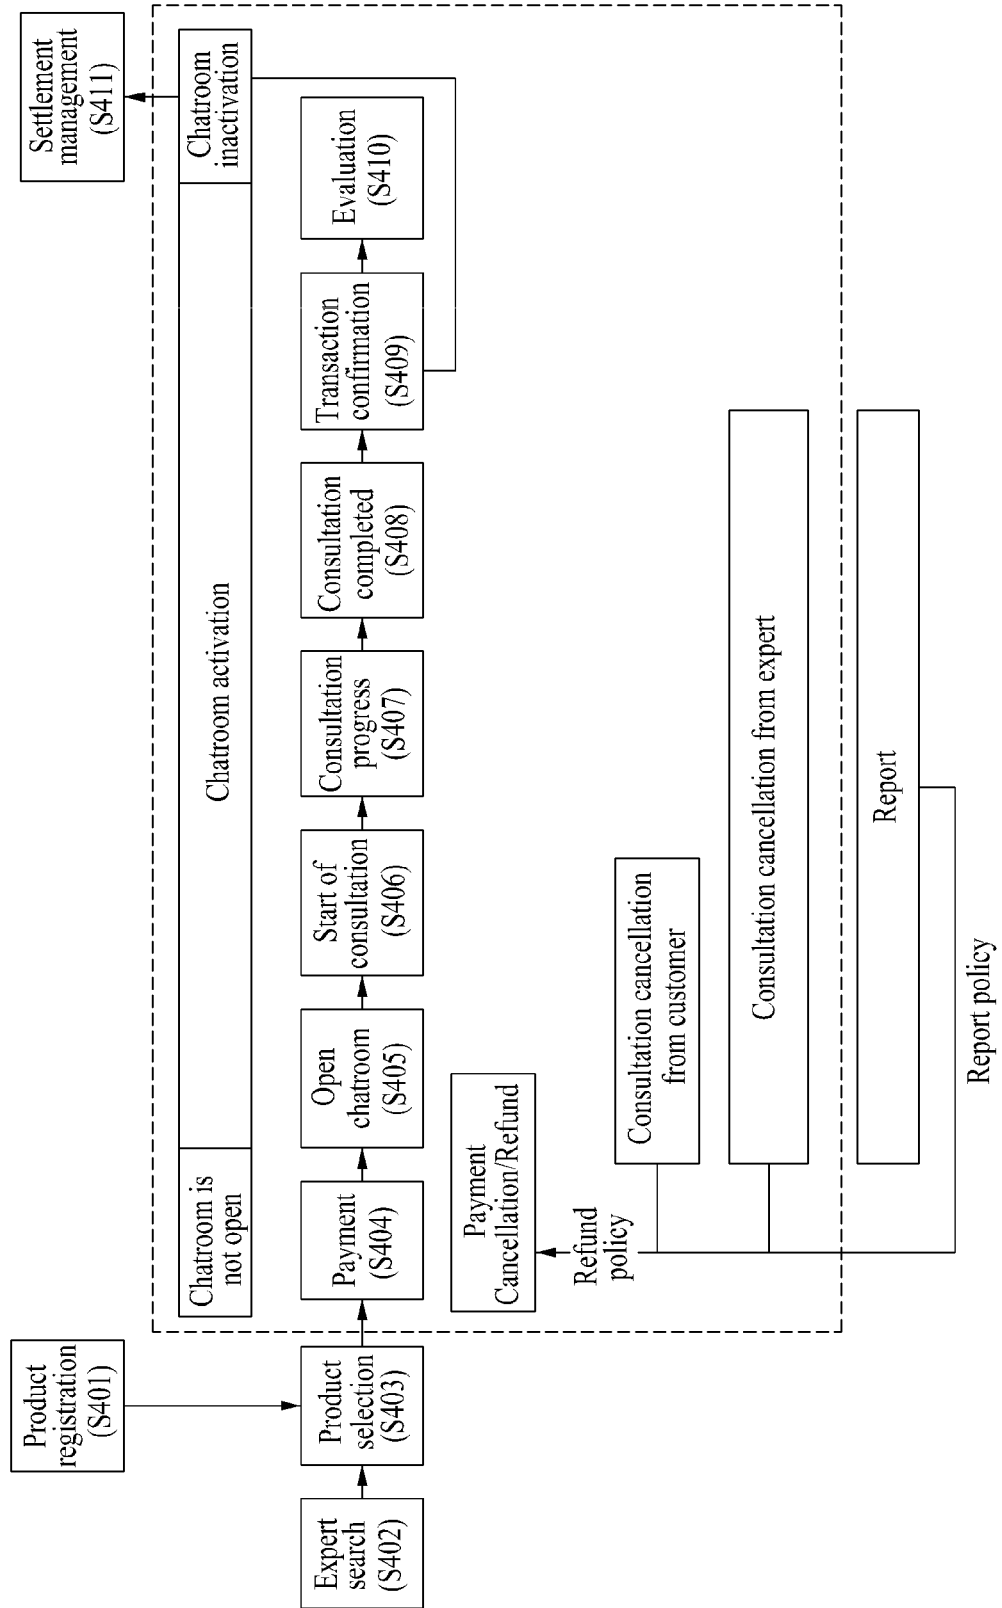 Product
registration
(S401)
Settlement
management
(S411)
Chatroom is
not open
Chatroom activation
Chatroom
inactivation
Expert
search
(S402)
Product
selection
(S403)
Payment
(S404)
Open
chatroom
(S405)
Start of
consultation
(S406)
Consultation
progress
(S407)
Consultation
completed
(S408)
Transaction
confirmation
(S409)
Evaluation
(S410)
Payment
Cancellation/Refund
Refund
policy
Consultation cancellation
from customer
Consultation cancellation from expert
Report
Report policy